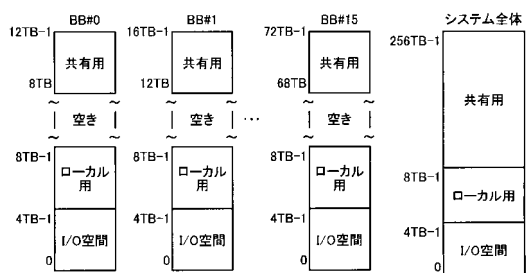 BB#0
12TB-1
共有用
8TB
空き
8TB-1
ローカル
用
4TB-1
I/O空間
0
BB#1
16TB-1
共有用
12TB
空き
8TB-1
ローカル
用
4TB-1
I/O空間
0
…
BB#15
72TB-1
共有用
68TB
空き
8TB-1
ローカル
用
4TB-1
I/O空間
0
システム全体
256TB-1
共有用
8TB-1
ローカル用
4TB-1
I/O空間
0